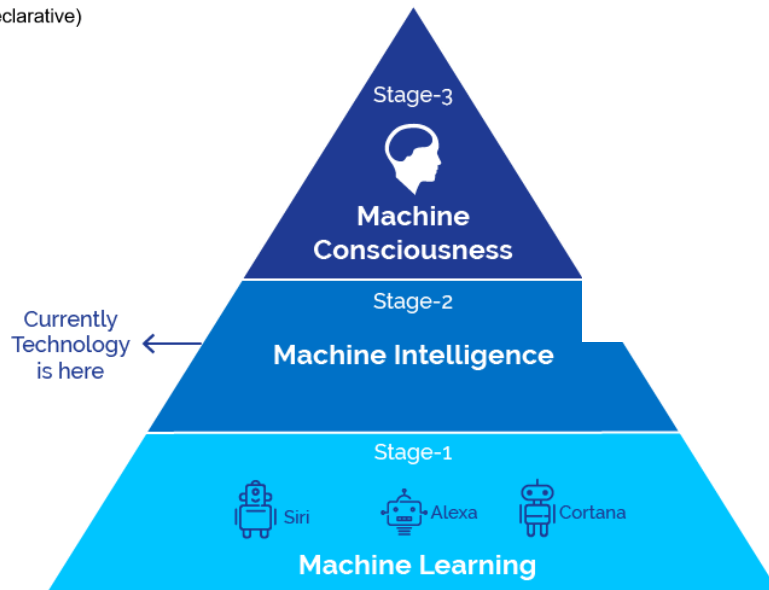 eclarative)
Stage-3
Machine
Consciousness
Stage-2
Currently
Technology
is here
Machine Intelligence
Stage-1
Siri
Alexa
Cortana
Machine Learning